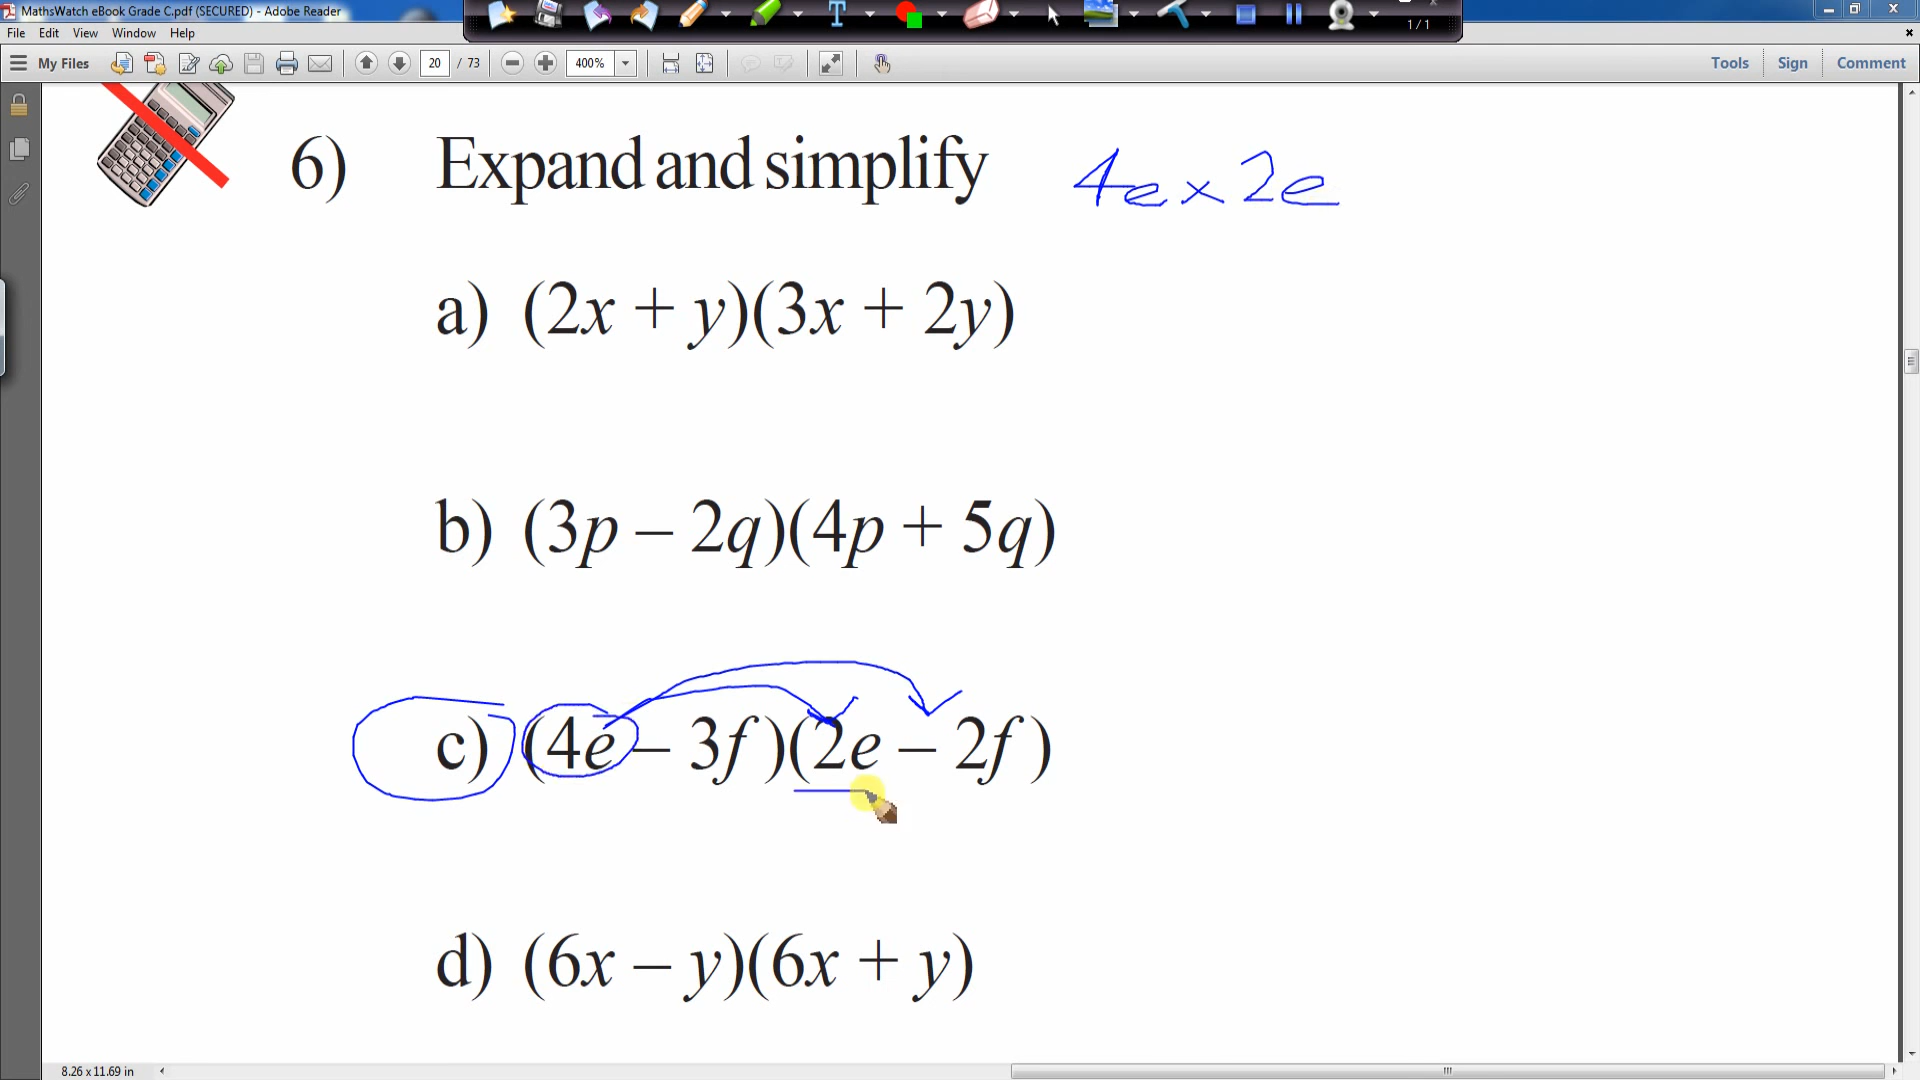 MathsWatch eBook Grade C.pdf (SECURED) - Adobe Reader
File Edit View Window Help
1 / 1
My Files 20 / 73 400% Tools Sign Comment
6) Expand and simplify 4e × 2e
a) (2x + y)(3x + 2y)
b) (3p – 2q)(4p + 5q)
c) (4e – 3f)(2e – 2f)
d) (6x – y)(6x + y)
8.26 x 11.69 in